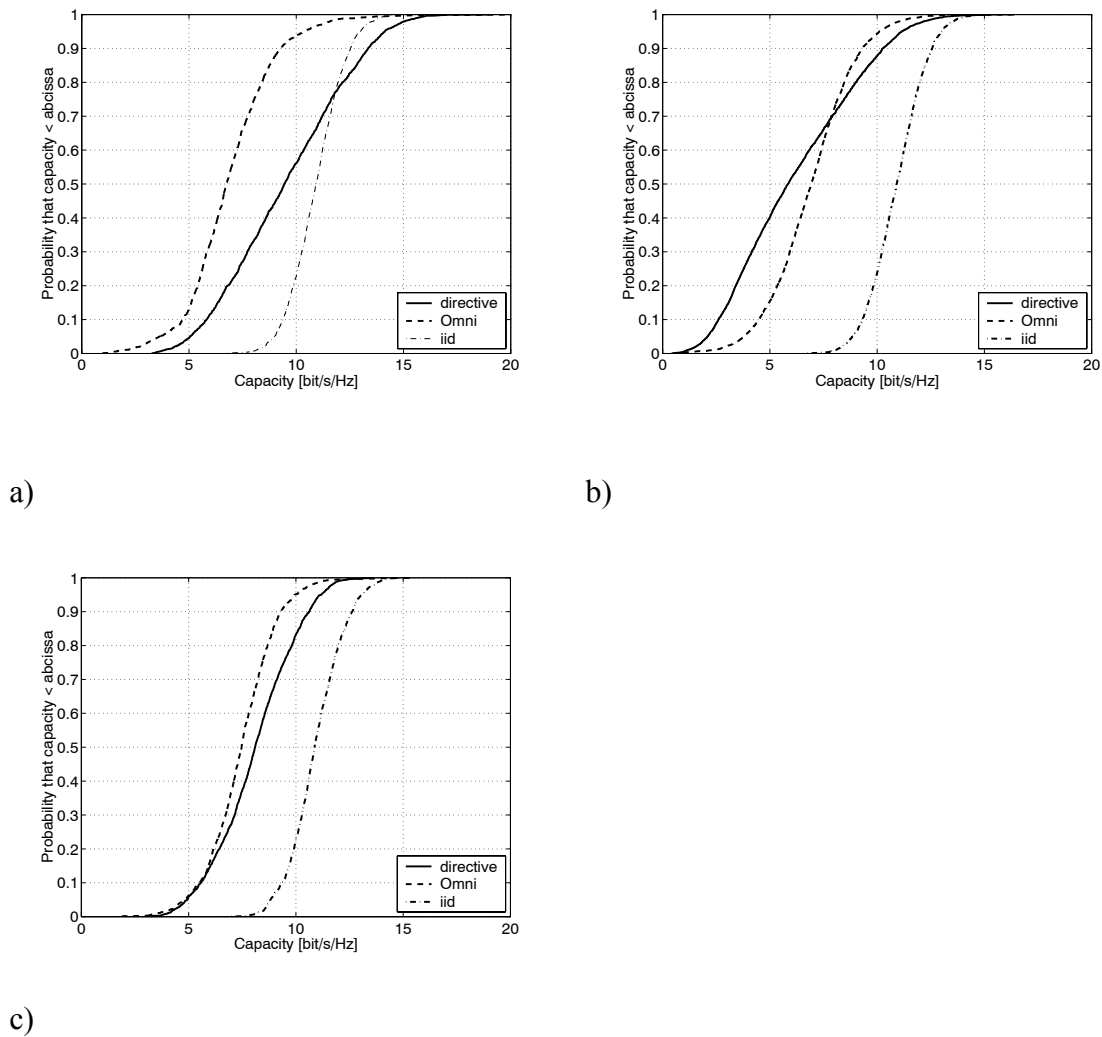 1
0.9
0.8
0.7
0.6
0.5
0.4
0.3
0.2
0.1
0
Probability that capacity < abcissa
directive
Omni
iid
0 5 10 15 20
Capacity [bit/s/Hz]
a)
1
0.9
0.8
0.7
0.6
0.5
0.4
0.3
0.2
0.1
0
Probability that capacity < abcissa
directive
Omni
iid
0 5 10 15 20
Capacity [bit/s/Hz]
b)
1
0.9
0.8
0.7
0.6
0.5
0.4
0.3
0.2
0.1
0
Probability that capacity < abcissa
directive
Omni
iid
0 5 10 15 20
Capacity [bit/s/Hz]
c)